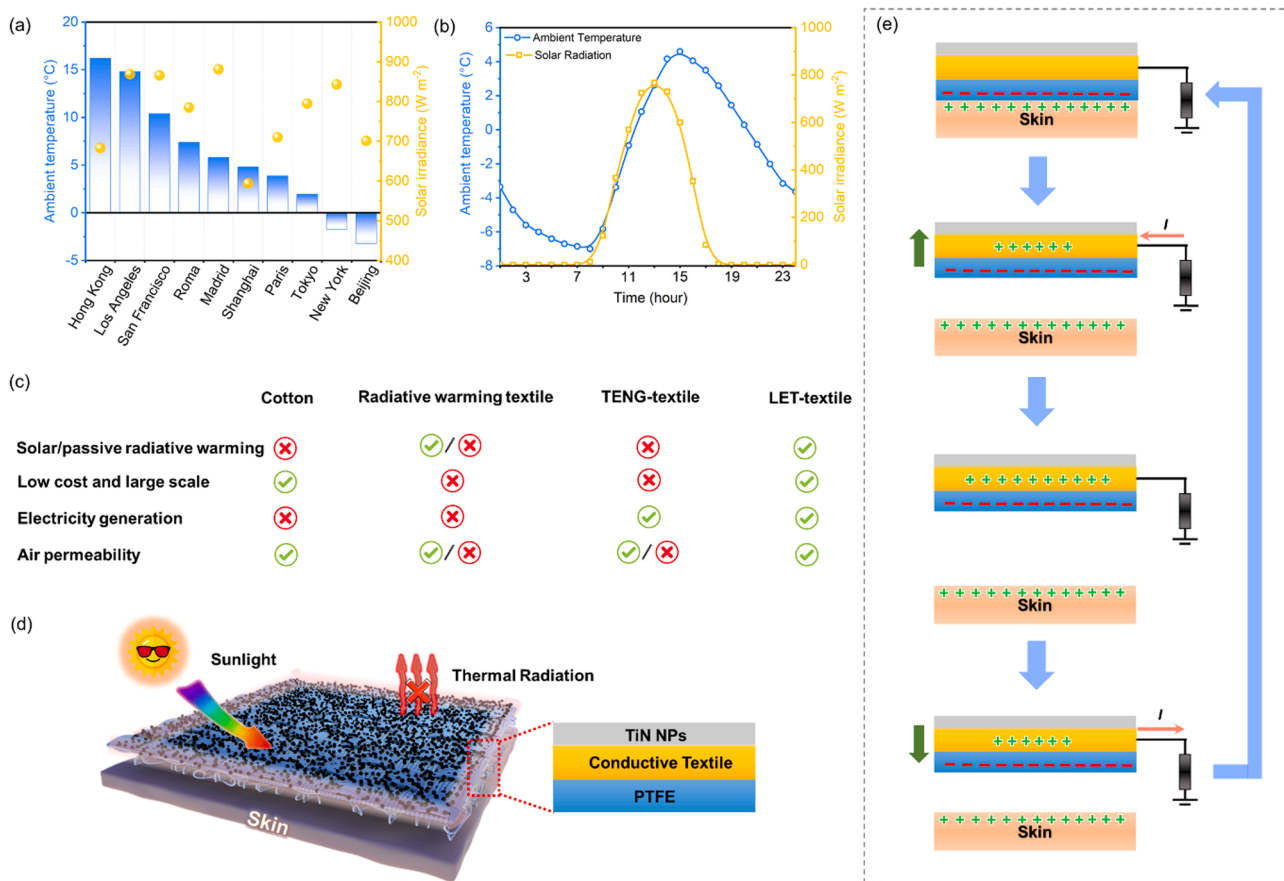 (a)
20
15
10
5
0
-5
Ambient temperature (°C)
1000
900
800
700
600
500
400
Solar irradiance (W m-2)
Hong Kong
Los Angeles
San Francisco
Roma
Madrid
Shanghai
Paris
Tokyo
New York
Beijing
(b)
6
4
2
0
-2
-4
-6
-8
Ambient temperature (°C)
Ambient Temperature
Solar Radiation
1000
800
600
400
200
0
Solar irradiance (W m-2)
3 7 11 15 19 23
Time (hour)
(c)
Cotton Radiative warming textile TENG-textile LET-textile
Solar/passive radiative warming / 
Low cost and large scale
Electricity generation
Air permeability / /
(d)
Sunlight
Thermal Radiation
Skin
TiN NPs
Conductive Textile
PTFE
(e)
− − − − − − − − − − −
+ + + + + + + + + + + +
Skin
I
+ + + + + +
− − − − − − − − − − −
+ + + + + + + + + + + +
Skin
+ + + + + + + + + +
− − − − − − − − − − −
+ + + + + + + + + + + +
Skin
I
+ + + + + +
− − − − − − − − − − −
+ + + + + + + + + + + +
Skin